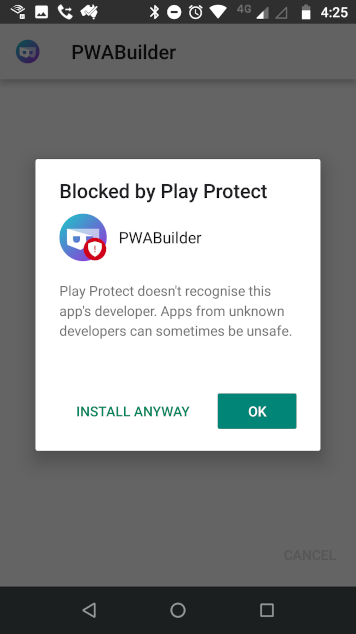 4G 4:25
PWABuilder
Blocked by Play Protect
PWABuilder
Play Protect doesn't recognise this
app's developer. Apps from unknown
developers can sometimes be unsafe.
INSTALL ANYWAY OK
CANCEL